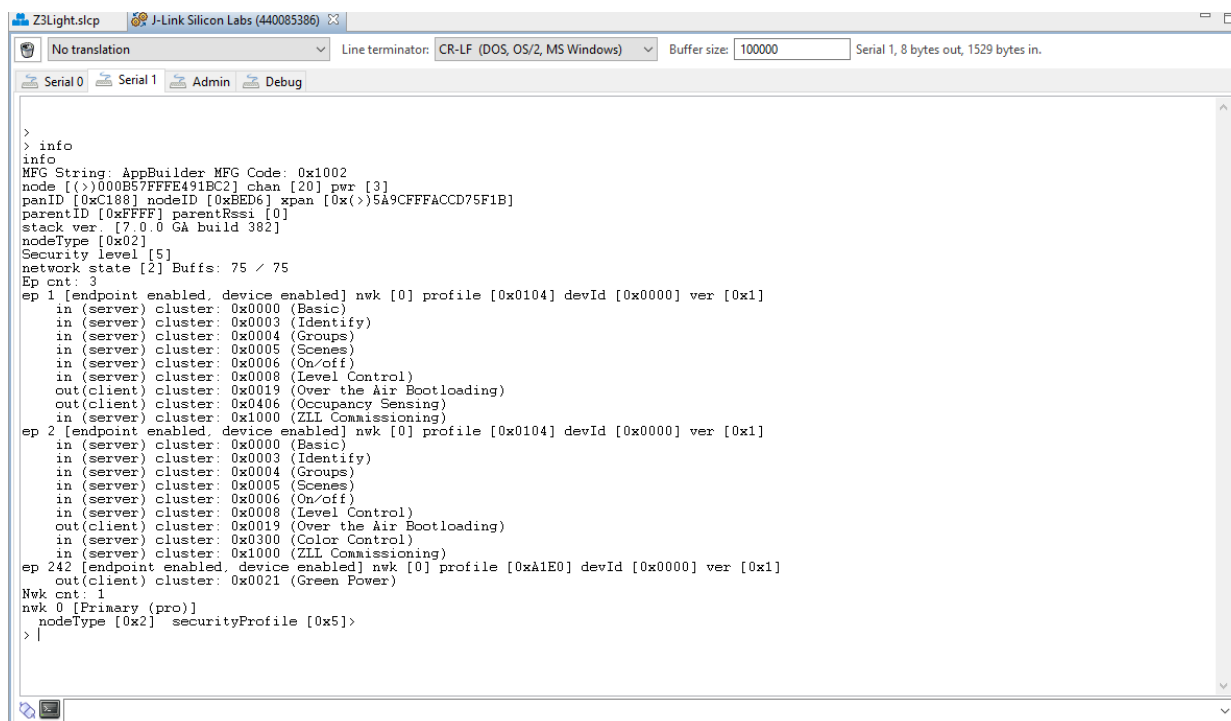 Z3Light.slcp J-Link Silicon Labs (440085386)
No translation Line terminator: CR-LF (DOS, OS/2, MS Windows) Buffer size: 100000 Serial 1, 8 bytes out, 1529 bytes in.
Serial 0 Serial 1 Admin Debug
>
> info
info
MFG String: AppBuilder MFG Code: 0x1002
node [(>)000B57FFFE491BC2] chan [20] pwr [3]
panID [0xC188] nodeID [0xBED6] xpan [0x(>)5A9CFFFACCD75F1B]
parentID [0xFFFF] parentRssi [0]
stack ver. [7.0.0 GA build 382]
nodeType [0x02]
Security level [5]
network state [2] Buffs: 75 / 75
Ep cnt: 3
ep 1 [endpoint enabled, device enabled] nwk [0] profile [0x0104] devId [0x0000] ver [0x1]
in (server) cluster: 0x0000 (Basic)
in (server) cluster: 0x0003 (Identify)
in (server) cluster: 0x0004 (Groups)
in (server) cluster: 0x0005 (Scenes)
in (server) cluster: 0x0006 (On/off)
in (server) cluster: 0x0008 (Level Control)
out(client) cluster: 0x0019 (Over the Air Bootloading)
out(client) cluster: 0x0406 (Occupancy Sensing)
in (server) cluster: 0x1000 (ZLL Commissioning)
ep 2 [endpoint enabled, device enabled] nwk [0] profile [0x0104] devId [0x0000] ver [0x1]
in (server) cluster: 0x0000 (Basic)
in (server) cluster: 0x0003 (Identify)
in (server) cluster: 0x0004 (Groups)
in (server) cluster: 0x0005 (Scenes)
in (server) cluster: 0x0006 (On/off)
in (server) cluster: 0x0008 (Level Control)
out(client) cluster: 0x0019 (Over the Air Bootloading)
in (server) cluster: 0x0300 (Color Control)
in (server) cluster: 0x1000 (ZLL Commissioning)
ep 242 [endpoint enabled, device enabled] nwk [0] profile [0xA1E0] devId [0x0000] ver [0x1]
out(client) cluster: 0x0021 (Green Power)
Nwk cnt: 1
nwk 0 [Primary (pro)]
nodeType [0x2] securityProfile [0x5]>
>